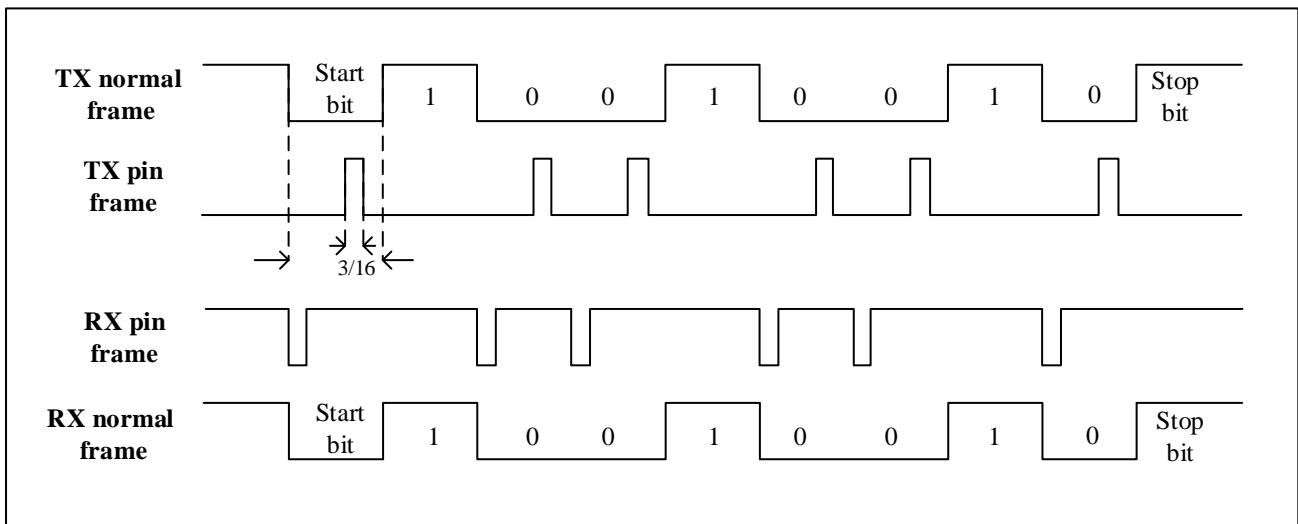 TX normal
frame
Start
bit
1 0 0 1 0 0 1 0
Stop
bit
TX pin
frame
3/16
RX pin
frame
RX normal
frame
Start
bit
1 0 0 1 0 0 1 0
Stop
bit